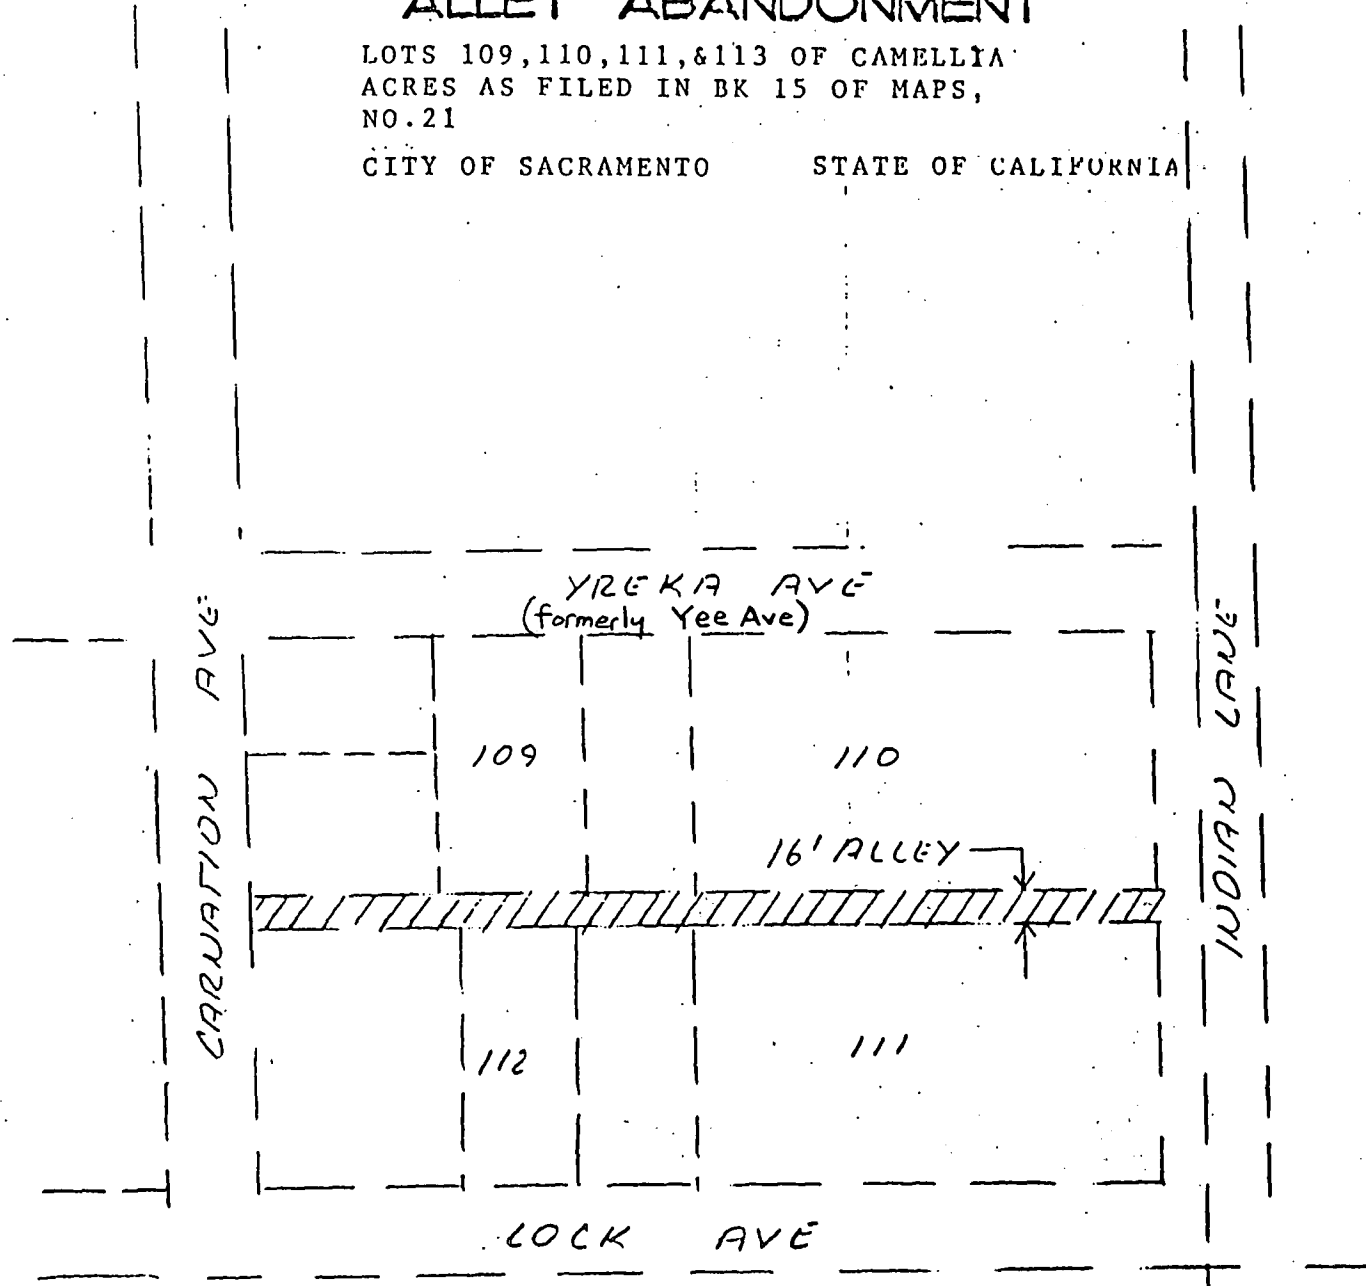 ALLEY ABANDONMENT
LOTS 109,110,111,&113 OF CAMELLIA
ACRES AS FILED IN BK 15 OF MAPS,
NO.21
CITY OF SACRAMENTO STATE OF CALIFORNIA
YREKA AVE
(formerly Yee Ave)
CARNATION AVE
INDIAN LANE
109
110
16' ALLEY
112
111
LOCK AVE